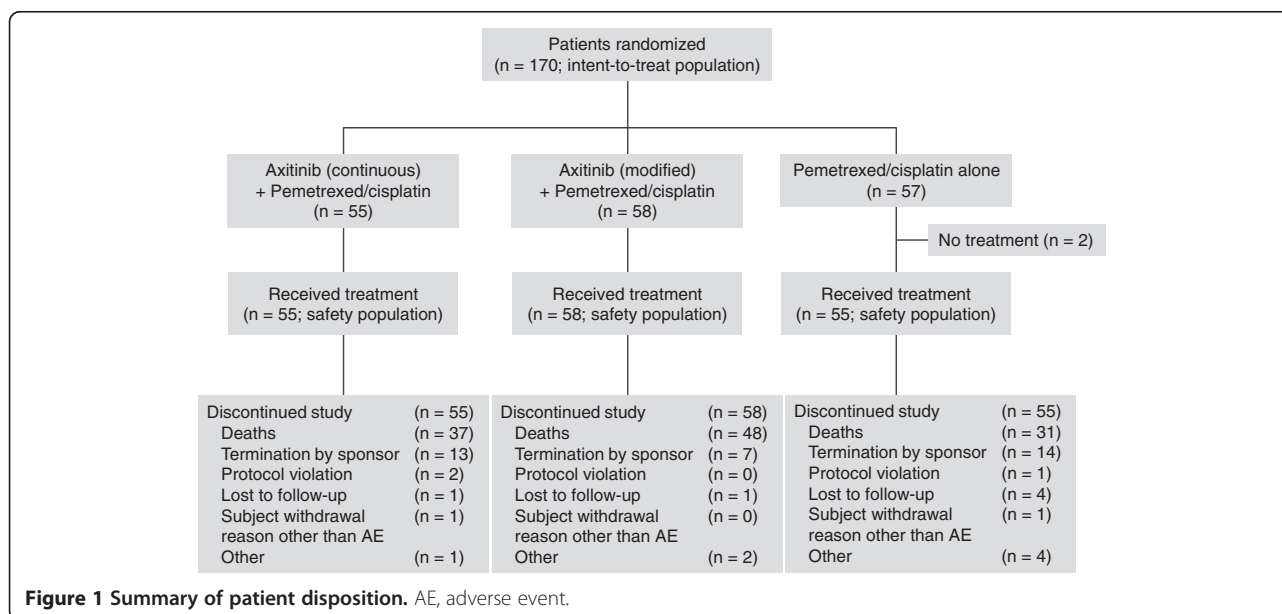 Patients randomized
(n = 170; intent-to-treat population)
Axitinib (continuous)
+ Pemetrexed/cisplatin
(n = 55)
Axitinib (modified)
+ Pemetrexed/cisplatin
(n = 58)
Pemetrexed/cisplatin alone
(n = 57)
No treatment (n = 2)
Received treatment
(n = 55; safety population)
Received treatment
(n = 58; safety population)
Received treatment
(n = 55; safety population)
Discontinued study (n = 55)
Deaths (n = 37)
Termination by sponsor (n = 13)
Protocol violation (n = 2)
Lost to follow-up (n = 1)
Subject withdrawal (n = 1)
reason other than AE
Other (n = 1)
Discontinued study (n = 58)
Deaths (n = 48)
Termination by sponsor (n = 7)
Protocol violation (n = 0)
Lost to follow-up (n = 1)
Subject withdrawal (n = 0)
reason other than AE
Other (n = 2)
Discontinued study (n = 55)
Deaths (n = 31)
Termination by sponsor (n = 14)
Protocol violation (n = 1)
Lost to follow-up (n = 4)
Subject withdrawal (n = 1)
reason other than AE
Other (n = 4)
Figure 1 Summary of patient disposition. AE, adverse event.